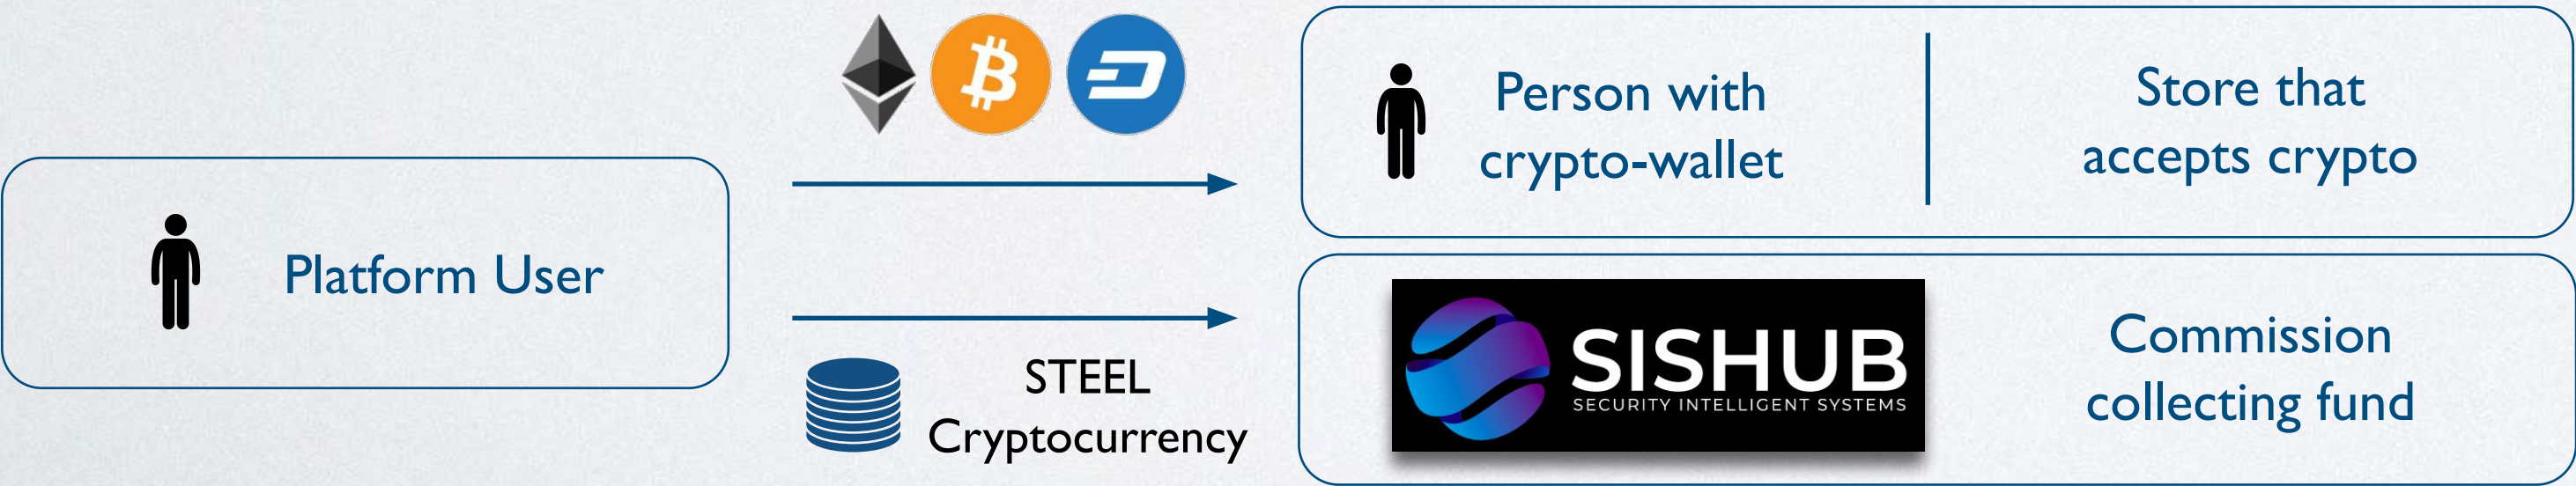 Platform User
Person with
crypto-wallet
Store that
accepts crypto
STEEL
Cryptocurrency
SISHUB
SECURITY INTELLIGENT SYSTEMS
Commission
collecting fund